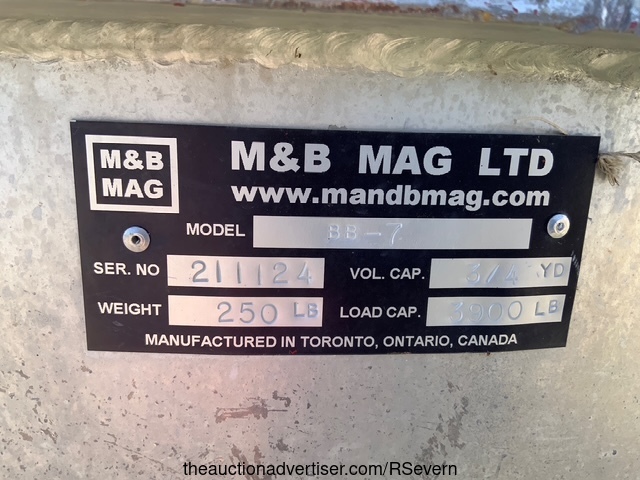 M&B
MAG
M&B MAG LTD
www.mandbmag.com
MODEL BB-7
SER. NO 211124 VOL. CAP. 3/4 YD
WEIGHT 250 LB LOAD CAP. 3900 LB
MANUFACTURED IN TORONTO, ONTARIO, CANADA
theauctionadvertiser.com/RSevern